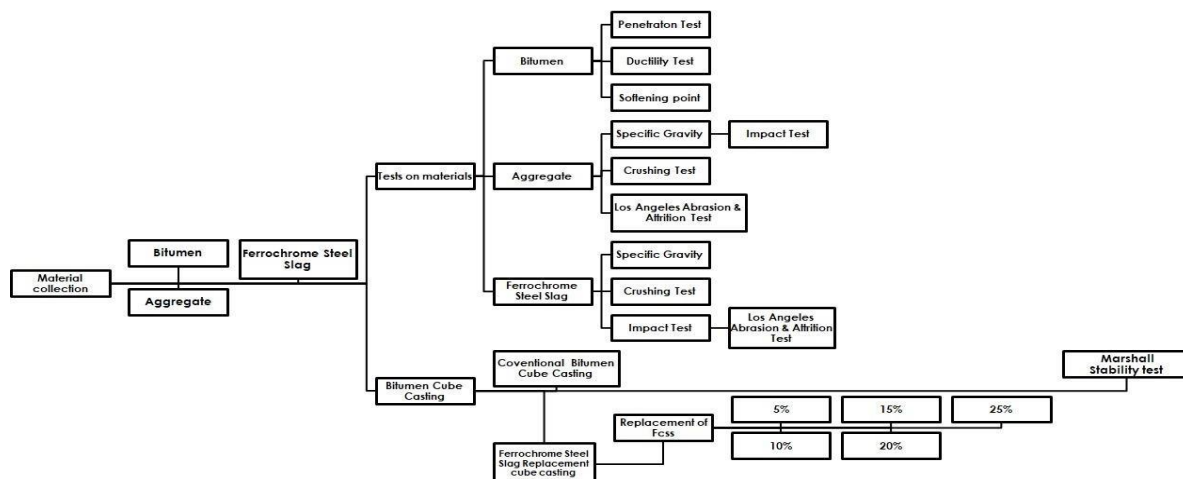 Penetraton Test
Bitumen
Ductility Test
Softening point
Specific Gravity
Impact Test
Tests on materials
Aggregate
Crushing Test
Los Angeles Abrasion &
Attrition Test
Bitumen
Ferrochrome Steel
Slag
Specific Gravity
Material
collection
Aggregate
Ferrochrome
Steel Slag
Crushing Test
Impact Test
Los Angeles
Abrasion & Attrition
Test
Bitumen Cube
Casting
Coventional Bitumen
Cube Casting
Marshall
Stability test
Replacement of
Fcss
5%
15%
25%
10%
20%
Ferrochrome Steel
Slag Replacement
cube casting